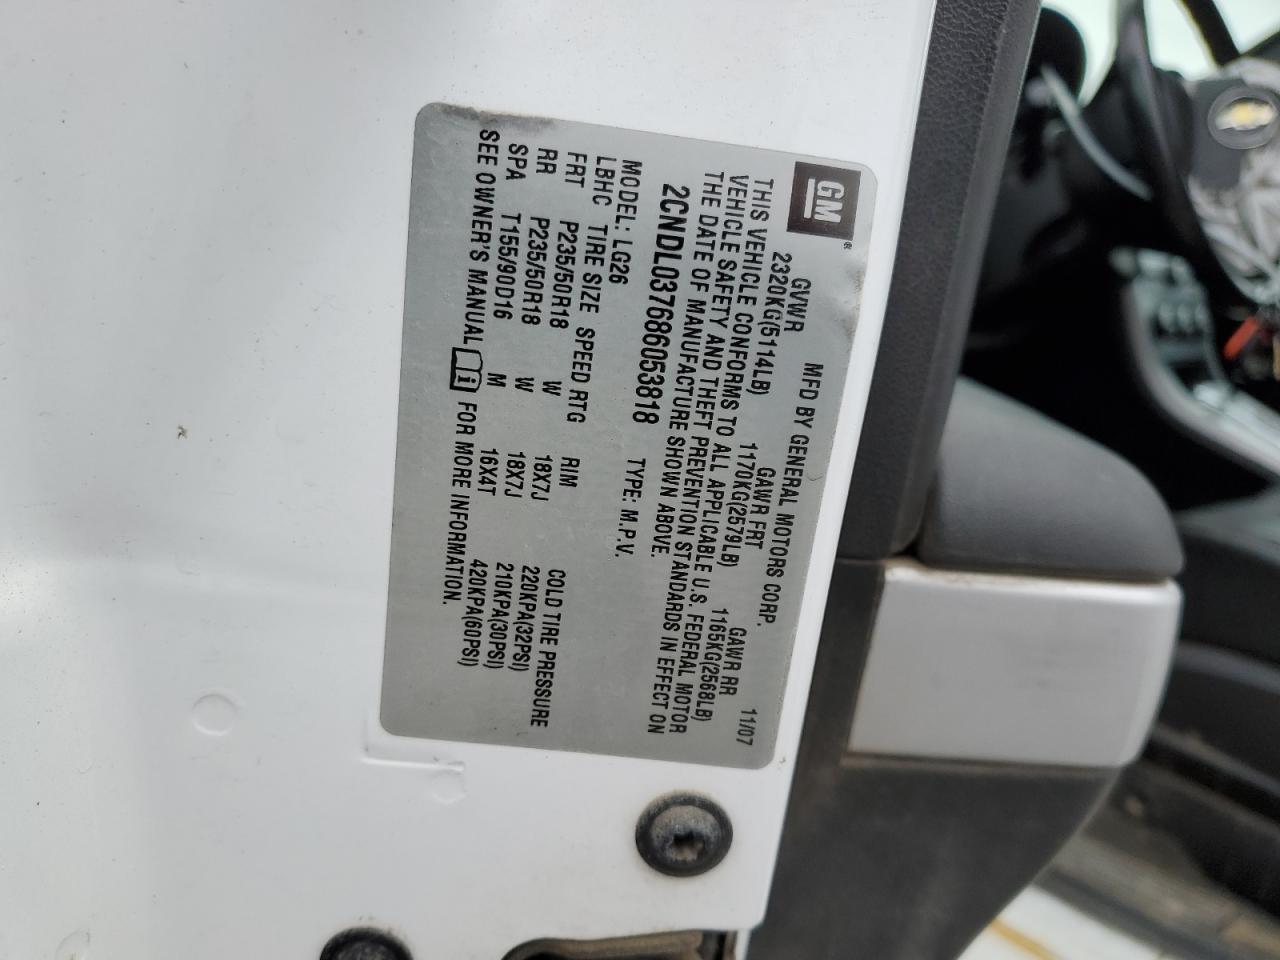 GM ®
MFD BY GENERAL MOTORS CORP. 11/07
GVWR GAWR FRT GAWR RR
2320KG(5114LB) 1170KG(2579LB) 1165KG(2568LB)
THIS VEHICLE CONFORMS TO ALL APPLICABLE U.S. FEDERAL MOTOR
VEHICLE SAFETY AND THEFT PREVENTION STANDARDS IN EFFECT ON
THE DATE OF MANUFACTURE SHOWN ABOVE.
2CNDL037686053818 TYPE: M.P.V.
MODEL: LG26
LBHC TIRE SIZE SPEED RTG RIM COLD TIRE PRESSURE
FRT P235/50R18 W 18X7J 220KPA(32PSI)
RR P235/50R18 W 18X7J 210KPA(30PSI)
SPA T155/90D16 M 16X4T 420KPA(60PSI)
SEE OWNER'S MANUAL i FOR MORE INFORMATION.